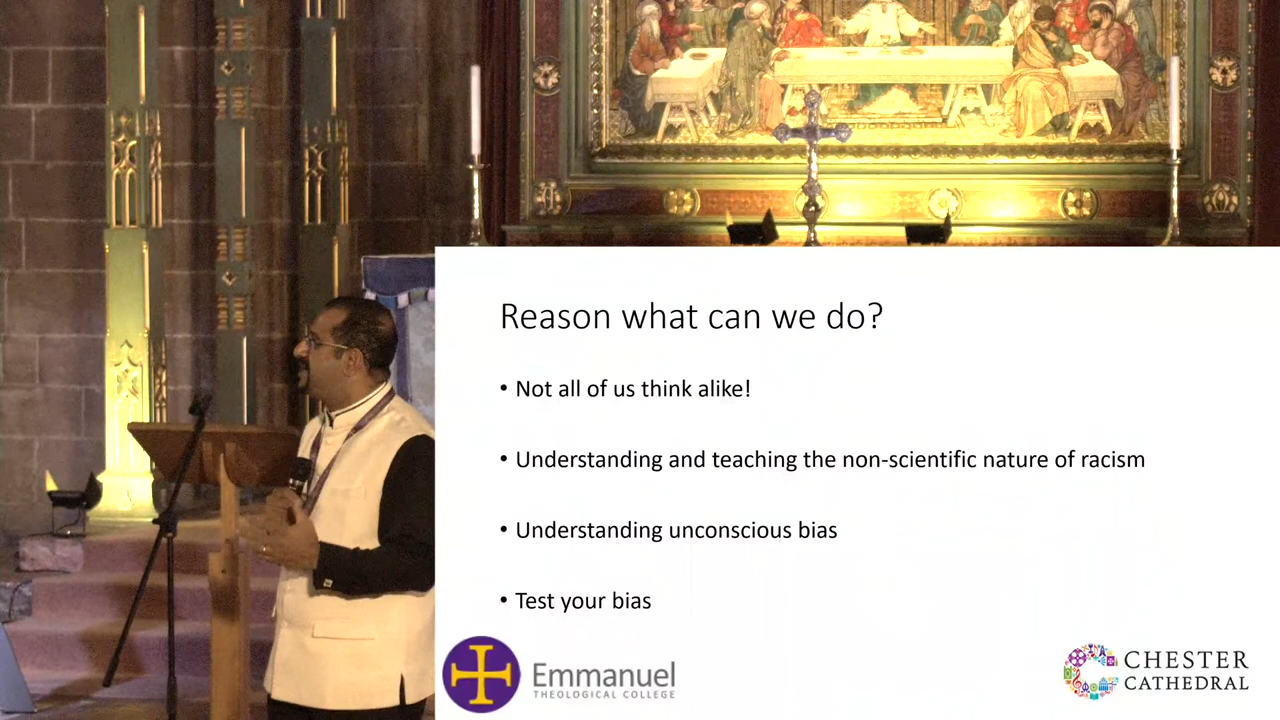 Reason what can we do?
• Not all of us think alike!
• Understanding and teaching the non-scientific nature of racism
• Understanding unconscious bias
• Test your bias
Emmanuel
THEOLOGICAL COLLEGE
CHESTER
CATHEDRAL